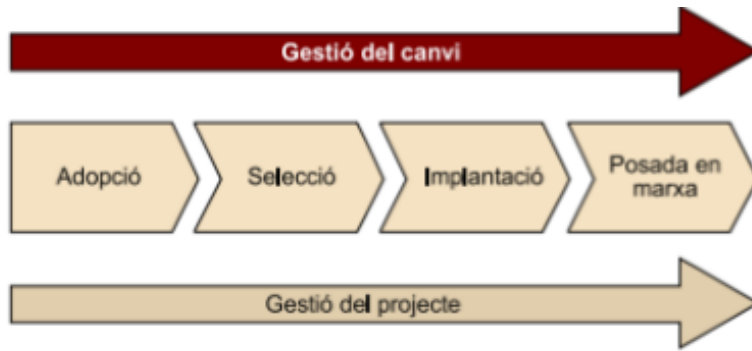 Gestió del canvi
Adopció
Selecció
Implantació
Posada en
marxa
Gestió del projecte